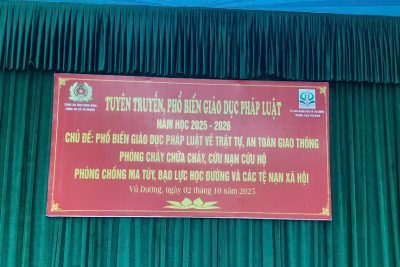 TUYÊN TRUYỀN, PHỔ BIẾN GIÁO DỤC PHÁP LUẬT
NĂM HỌC 2025 - 2026
CHỦ ĐỀ: PHỔ BIẾN GIÁO DỤC PHÁP LUẬT VỀ TRẬT TỰ, AN TOÀN GIAO THÔNG
PHÒNG CHÁY CHỮA CHÁY, CỨU NẠN CỨU HỘ
PHÒNG CHỐNG MA TÚY, BẠO LỰC HỌC ĐƯỜNG VÀ CÁC TỆ NẠN XÃ HỘI
Vũ Dương, ngày 02 tháng 10 năm 2025